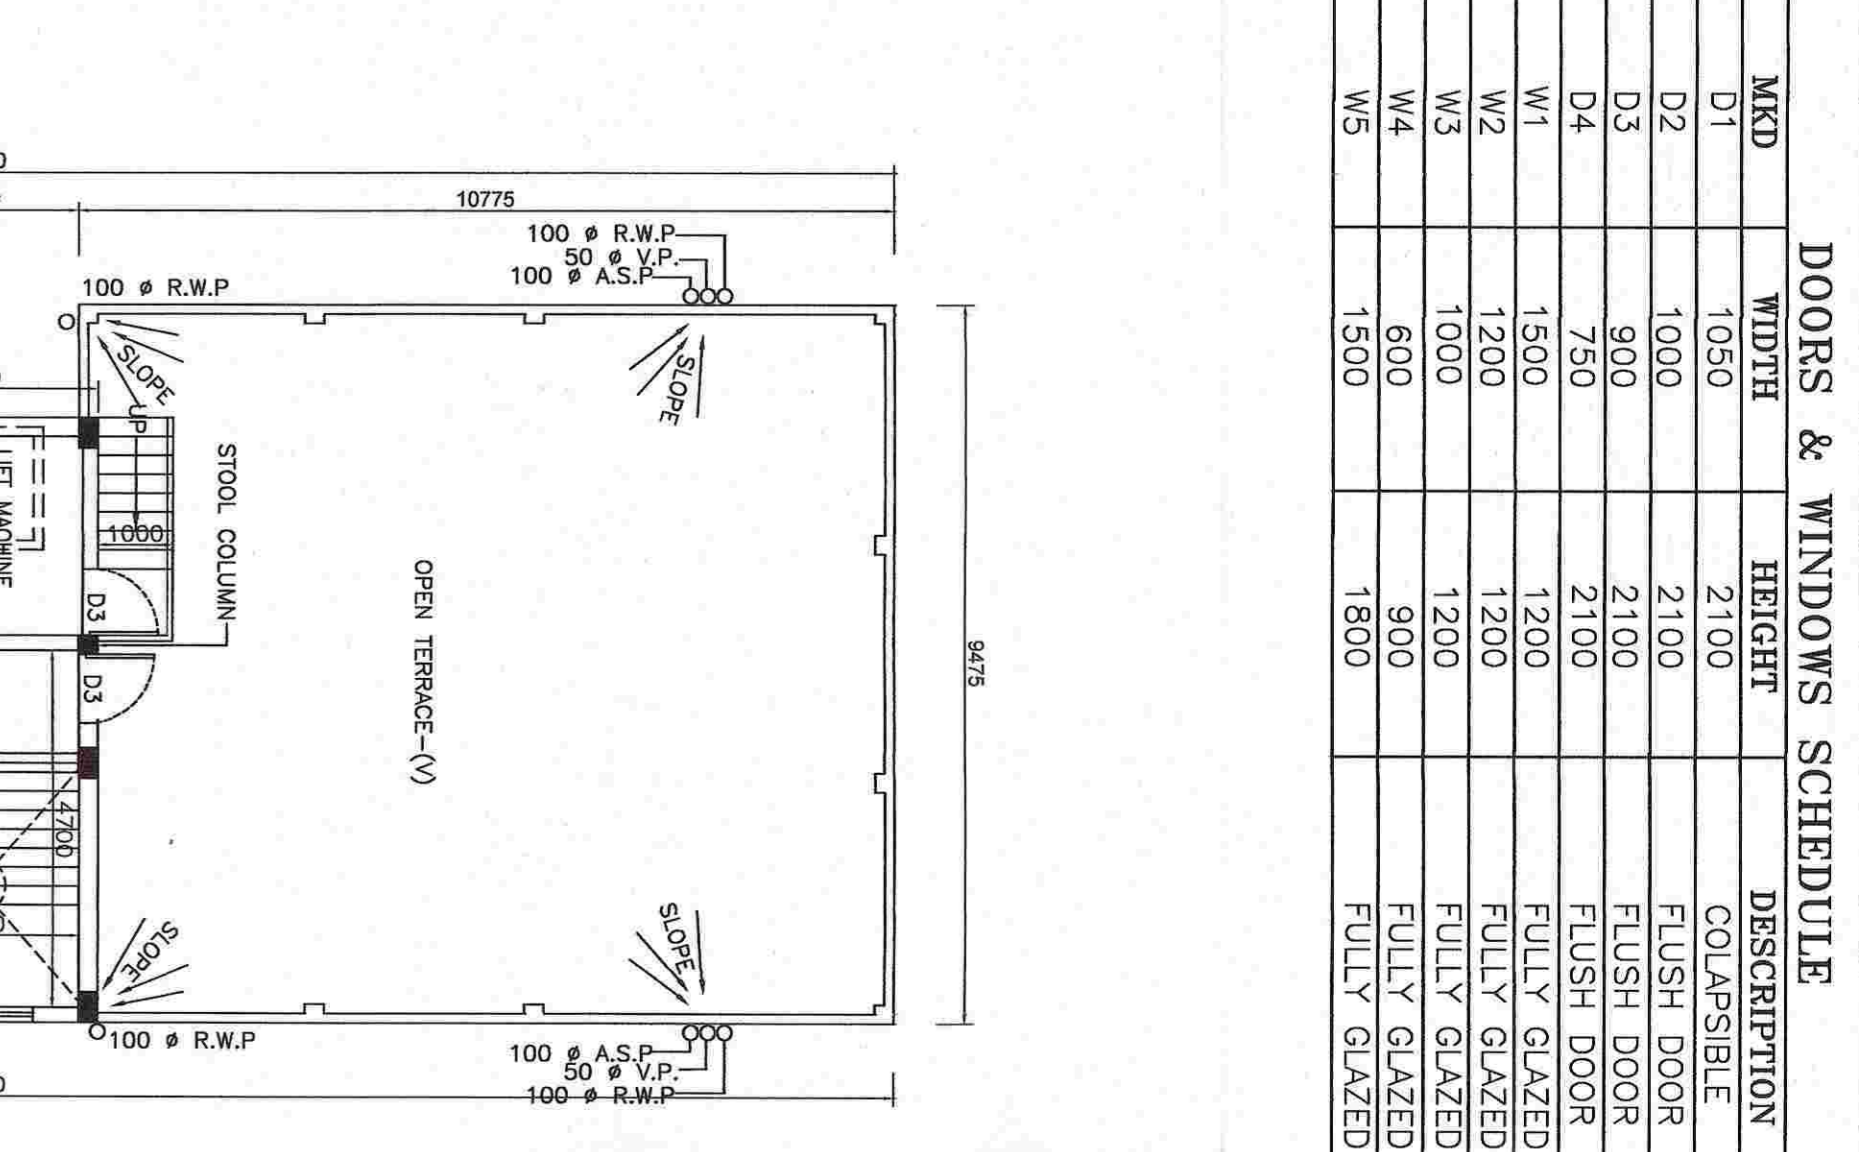 DOORS & WINDOWS SCHEDULE
MKD WIDTH HEIGHT DESCRIPTION
D1 1050 2100 COLAPSIBLE
D2 1000 2100 FLUSH DOOR
D3 900 2100 FLUSH DOOR
D4 750 2100 FLUSH DOOR
W1 1500 1200 FULLY GLAZED
W2 1200 1200 FULLY GLAZED
W3 1000 1200 FULLY GLAZED
W4 600 900 FULLY GLAZED
W5 1500 1800 FULLY GLAZED
10775
100 ø R.W.P
50 ø V.P.
100 ø A.S.P
100 ø R.W.P
SLOPE
SLOPE
UP
STOOL COLUMN
1000
LIFT MACHINE
D3
D3
OPEN TERRACE-(V)
9475
4700
SLOPE
SLOPE
100 ø R.W.P
100 ø A.S.P
50 ø V.P.
100 ø R.W.P